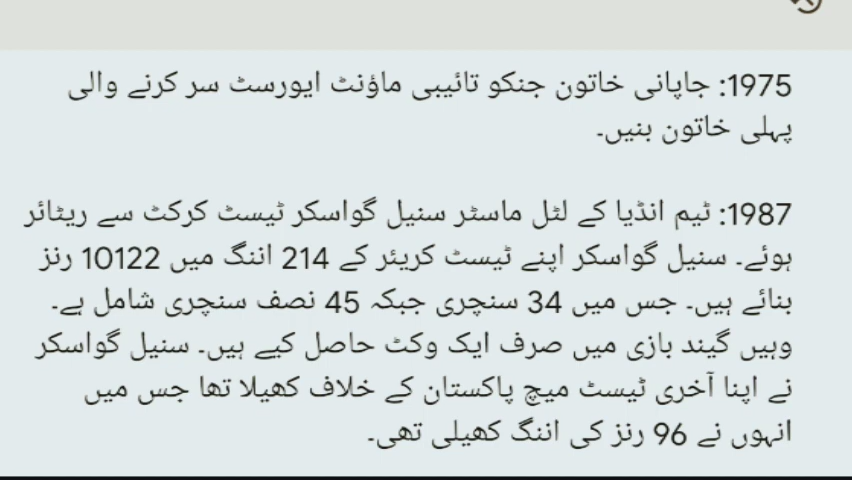 1975: جاپانی خاتون جنکو تائیبی ماؤنٹ ایورسٹ سر کرنے والی
پہلی خاتون بنیں۔
1987: ٹیم انڈیا کے لٹل ماسٹر سنیل گواسکر ٹیسٹ کرکٹ سے ریٹائر
ہوئے۔ سنیل گواسکر اپنے ٹیسٹ کریئر کے 214 اننگ میں 10122 رنز
بنائے ہیں۔ جس میں 34 سنچری جبکہ 45 نصف سنچری شامل ہے۔
وہیں گیند بازی میں صرف ایک وکٹ حاصل کیے ہیں۔ سنیل گواسکر
نے اپنا آخری ٹیسٹ میچ پاکستان کے خلاف کھیلا تھا جس میں
انہوں نے 96 رنز کی اننگ کھیلی تھی۔